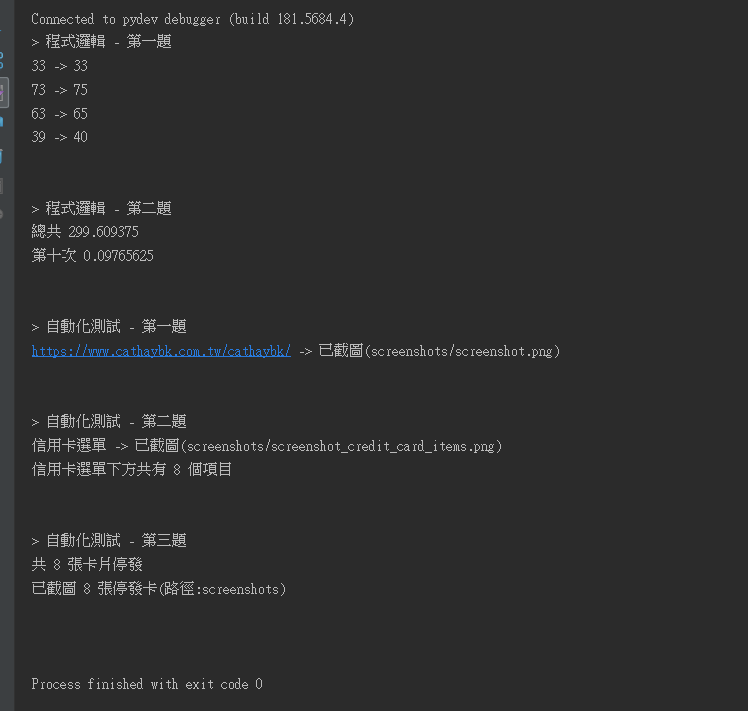 Connected to pydev debugger (build 181.5684.4)
> 程式邏輯 - 第一題
33 -> 33
73 -> 75
63 -> 65
39 -> 40
> 程式邏輯 - 第二題
總共 299.609375
第十次 0.09765625
> 自動化測試 - 第一題
https://www.cathaybk.com.tw/cathaybk/ -> 已截圖(screenshots/screenshot.png)
> 自動化測試 - 第二題
信用卡選單 -> 已截圖(screenshots/screenshot_credit_card_items.png)
信用卡選單下方共有 8 個項目
> 自動化測試 - 第三題
共 8 張卡片停發
已截圖 8 張停發卡(路徑:screenshots)
Process finished with exit code 0